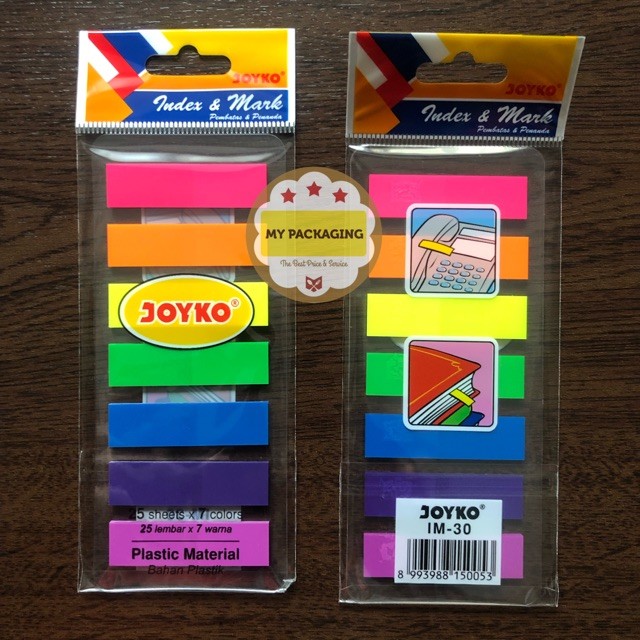 JOYKO®
Index & Mark
Pembatas & Penanda
JOYKO®
25 sheets x 7 colors
25 lembar x 7 warna
Plastic Material
Bahan Plastik
MY PACKAGING
The Best Price & Service
JOYKO®
Index & Mark
Pembatas & Penanda
JOYKO®
IM-30
8 993988 150053